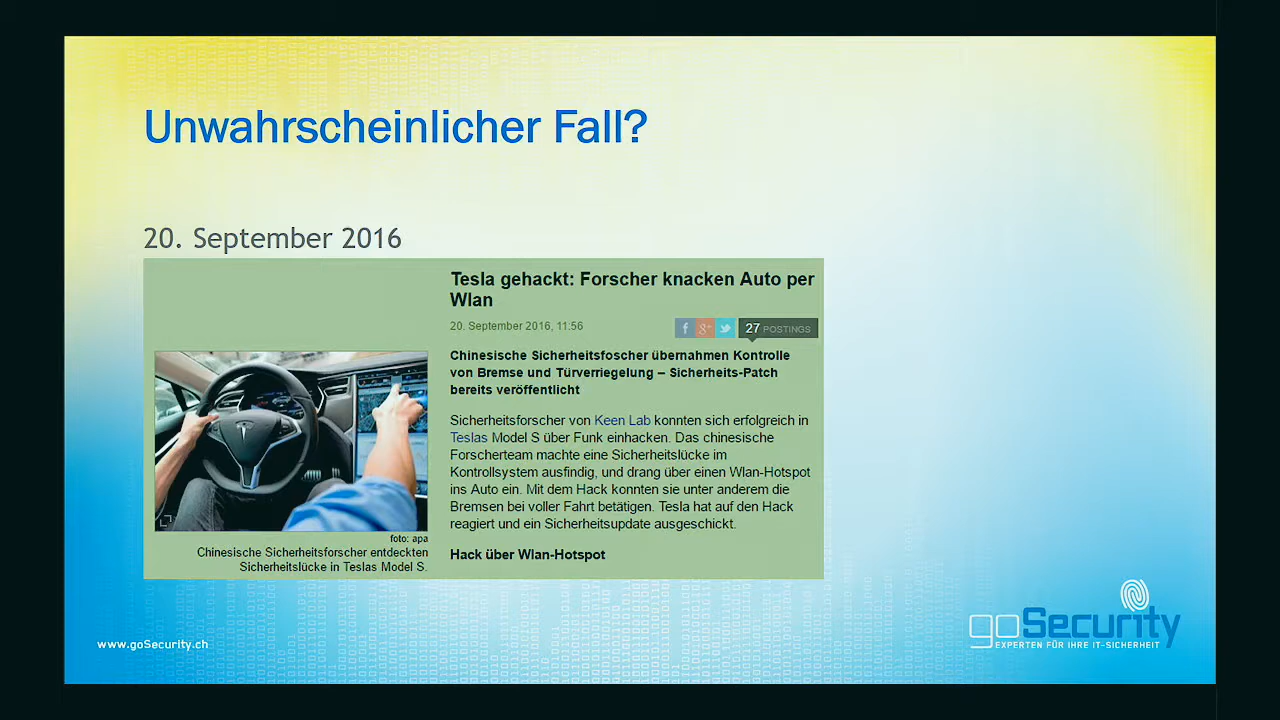 Unwahrscheinlicher Fall?
20. September 2016
Tesla gehackt: Forscher knacken Auto per
Wlan
20. September 2016, 11:56
f g+ 27 POSTINGS
Chinesische Sicherheitsfoscher übernahmen Kontrolle
von Bremse und Türverriegelung – Sicherheits-Patch
bereits veröffentlicht
Sicherheitsforscher von Keen Lab konnten sich erfolgreich in
Teslas Model S über Funk einhacken. Das chinesische
Forscherteam machte eine Sicherheitslücke im
Kontrollsystem ausfindig, und drang über einen Wlan-Hotspot
ins Auto ein. Mit dem Hack konnten sie unter anderem die
Bremsen bei voller Fahrt betätigen. Tesla hat auf den Hack
reagiert und ein Sicherheitsupdate ausgeschickt.
Hack über Wlan-Hotspot
foto: apa
Chinesische Sicherheitsforscher entdeckten
Sicherheitslücke in Teslas Model S.
www.goSecurity.ch
goSecurity
EXPERTEN FÜR IHRE IT-SICHERHEIT